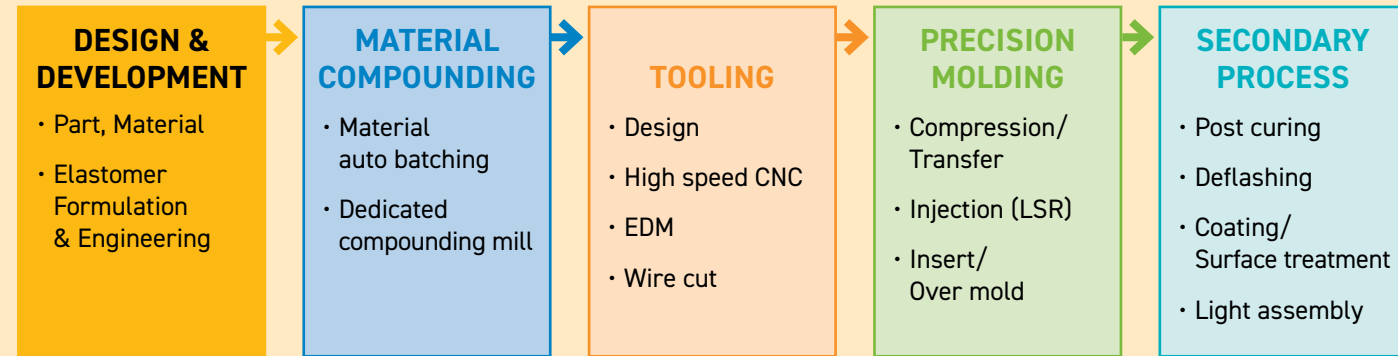 DESIGN &
DEVELOPMENT
· Part, Material
· Elastomer
Formulation
& Engineering
MATERIAL
COMPOUNDING
· Material
auto batching
· Dedicated
compounding mill
TOOLING
· Design
· High speed CNC
· EDM
· Wire cut
PRECISION
MOLDING
· Compression/
Transfer
· Injection (LSR)
· Insert/
Over mold
SECONDARY
PROCESS
· Post curing
· Deflashing
· Coating/
Surface treatment
· Light assembly